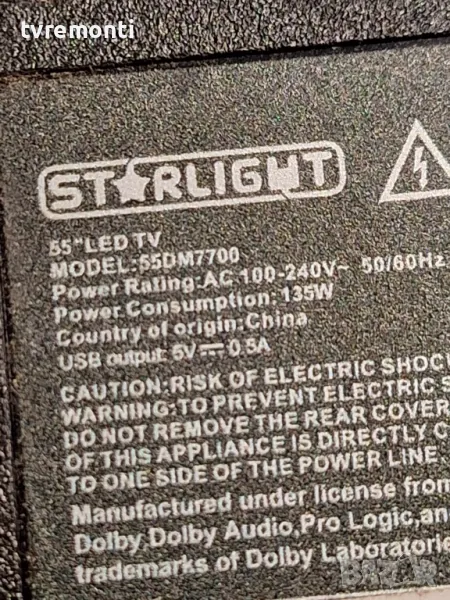 tvremonti
STARLIGHT
55"LED TV
MODEL:55DM7700
Power Rating:AC 100-240V~ 50/60Hz
Power Consumption: 135W
Country of origin:China
USB output: 5V⎓0.5A
CAUTION:RISK OF ELECTRIC SHOCK
WARNING:TO PREVENT ELECTRIC S
DO NOT REMOVE THE REAR COVER
OF THIS APPLIANCE IS DIRECTLY C
TO ONE SIDE OF THE POWER LINE
Manufactured under license from
Dolby,Dolby Audio,Pro Logic,and
trademarks of Dolby Laboratorie